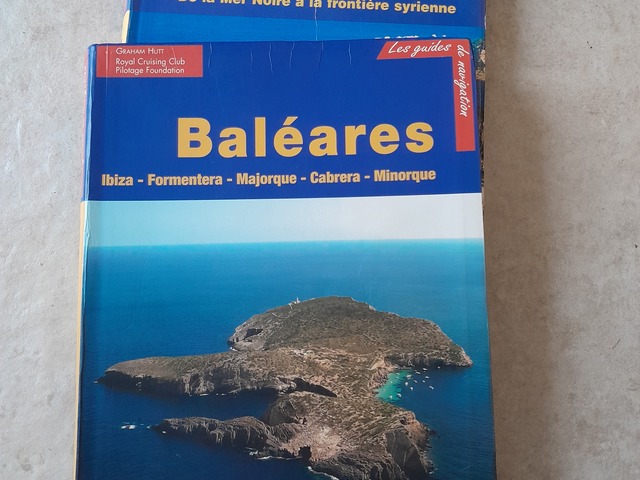 De la Mer Noire à la frontière syrienne
GRAHAM HUTT
Royal Cruising Club
Pilotage Foundation
Les guides
de navigation
Baléares
Ibiza - Formentera - Majorque - Cabrera - Minorque